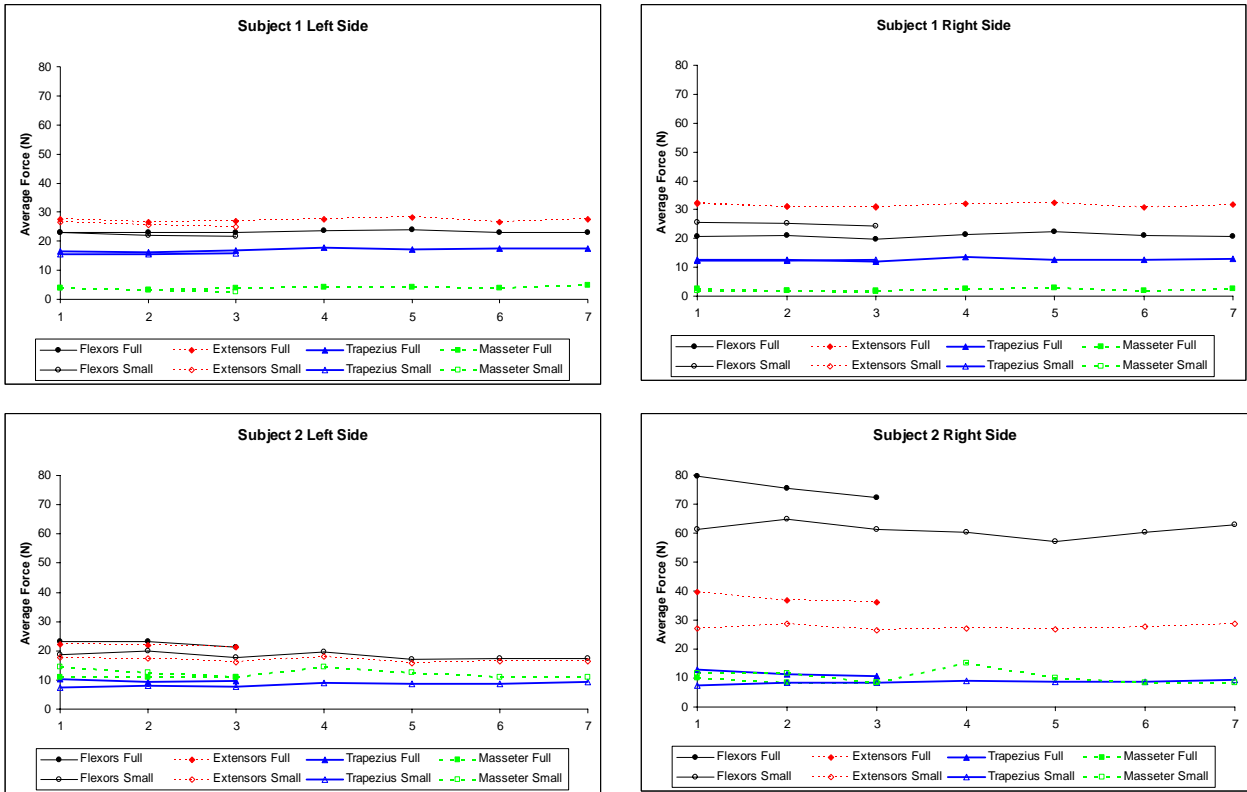 Subject 1 Left Side
Average Force (N)
80
70
60
50
40
30
20
10
0
1 2 3 4 5 6 7
Flexors Full Extensors Full Trapezius Full Masseter Full
Flexors Small Extensors Small Trapezius Small Masseter Small
Subject 1 Right Side
Average Force (N)
80
70
60
50
40
30
20
10
0
1 2 3 4 5 6 7
Flexors Full Extensors Full Trapezius Full Masseter Full
Flexors Small Extensors Small Trapezius Small Masseter Small
Subject 2 Left Side
Average Force (N)
80
70
60
50
40
30
20
10
0
1 2 3 4 5 6 7
Flexors Full Extensors Full Trapezius Full Masseter Full
Flexors Small Extensors Small Trapezius Small Masseter Small
Subject 2 Right Side
Average Force (N)
80
70
60
50
40
30
20
10
0
1 2 3 4 5 6 7
Flexors Full Extensors Full Trapezius Full Masseter Full
Flexors Small Extensors Small Trapezius Small Masseter Small